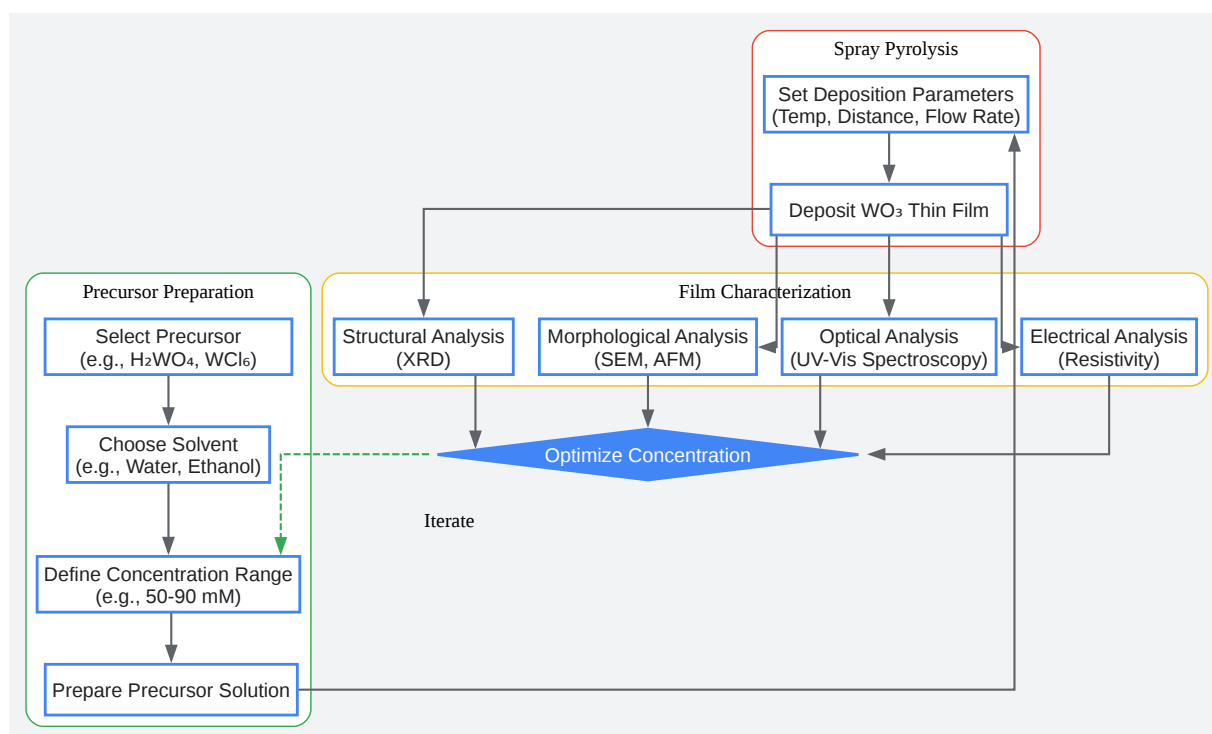 Spray Pyrolysis
Set Deposition Parameters
(Temp, Distance, Flow Rate)
Deposit WO₃ Thin Film
Precursor Preparation
Select Precursor
(e.g., H₂WO₄, WCl₆)
Choose Solvent
(e.g., Water, Ethanol)
Define Concentration Range
(e.g., 50-90 mM)
Prepare Precursor Solution
Film Characterization
Structural Analysis
(XRD)
Morphological Analysis
(SEM, AFM)
Optical Analysis
(UV-Vis Spectroscopy)
Electrical Analysis
(Resistivity)
Optimize Concentration
Iterate